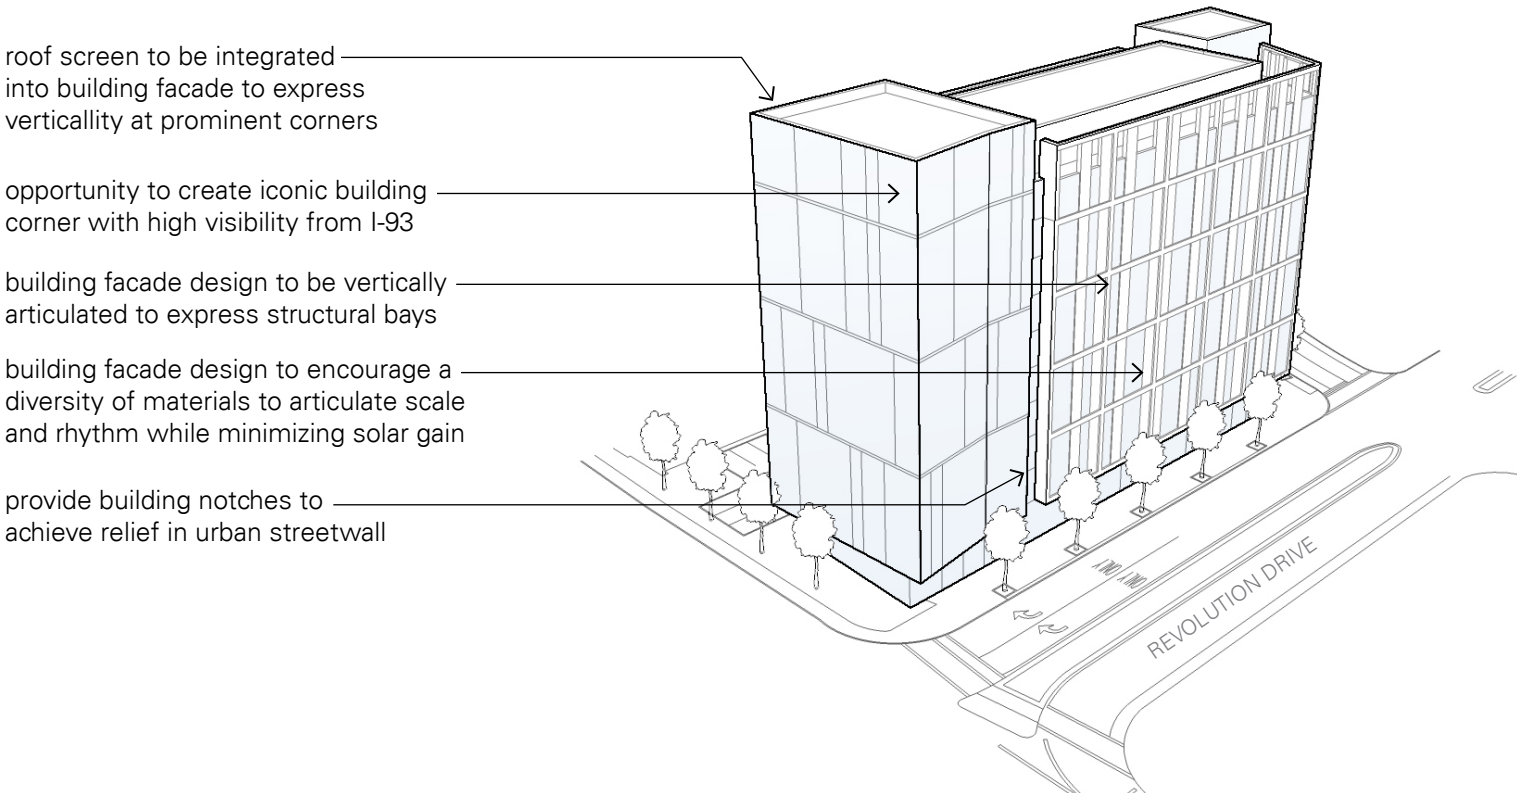 roof screen to be integrated
into building facade to express
verticallity at prominent corners
opportunity to create iconic building
corner with high visibility from I-93
building facade design to be vertically
articulated to express structural bays
building facade design to encourage a
diversity of materials to articulate scale
and rhythm while minimizing solar gain
provide building notches to
achieve relief in urban streetwall
ONLY ONLY
REVOLUTION DRIVE